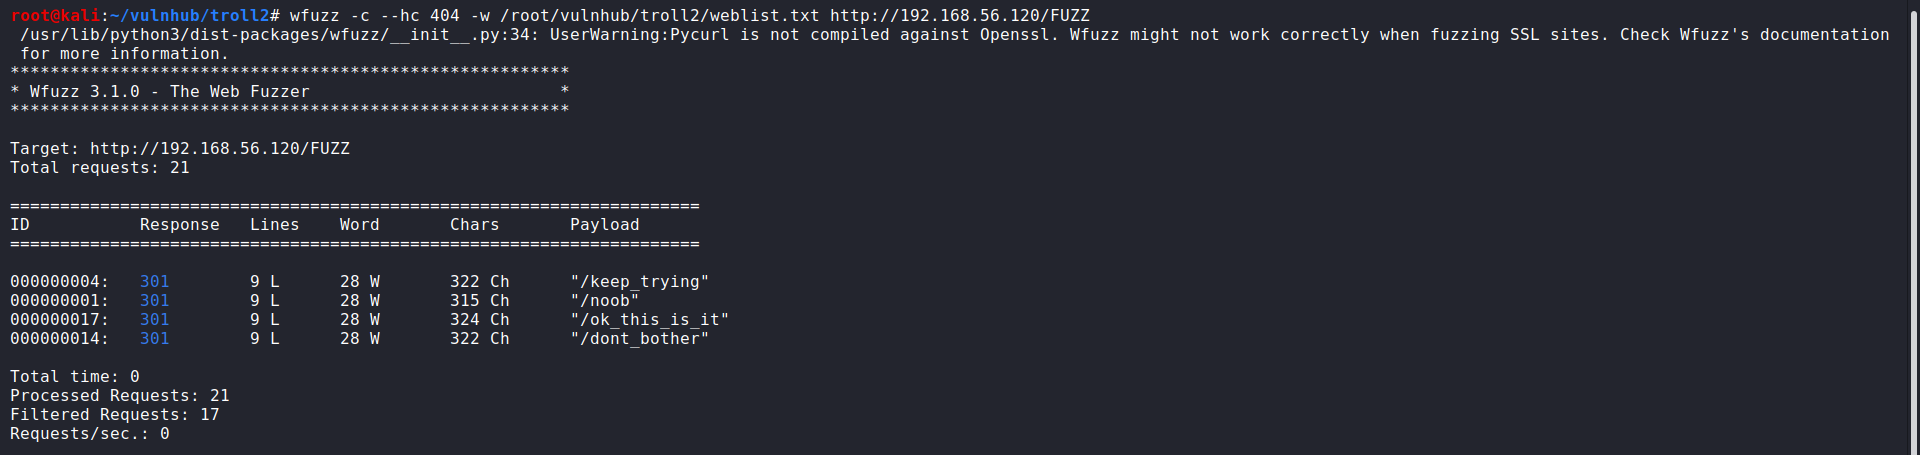 root@kali:~/vulnhub/troll2# wfuzz -c --hc 404 -w /root/vulnhub/troll2/weblist.txt http://192.168.56.120/FUZZ
/usr/lib/python3/dist-packages/wfuzz/__init__.py:34: UserWarning:Pycurl is not compiled against Openssl. Wfuzz might not work correctly when fuzzing SSL sites. Check Wfuzz's documentation
for more information.
********************************************************
* Wfuzz 3.1.0 - The Web Fuzzer                         *
********************************************************
Target: http://192.168.56.120/FUZZ
Total requests: 21
=====================================================================
ID           Response   Lines    Word       Chars       Payload
=====================================================================
000000004:   301        9 L      28 W       322 Ch      "/keep_trying"
000000001:   301        9 L      28 W       315 Ch      "/noob"
000000017:   301        9 L      28 W       324 Ch      "/ok_this_is_it"
000000014:   301        9 L      28 W       322 Ch      "/dont_bother"
Total time: 0
Processed Requests: 21
Filtered Requests: 17
Requests/sec.: 0